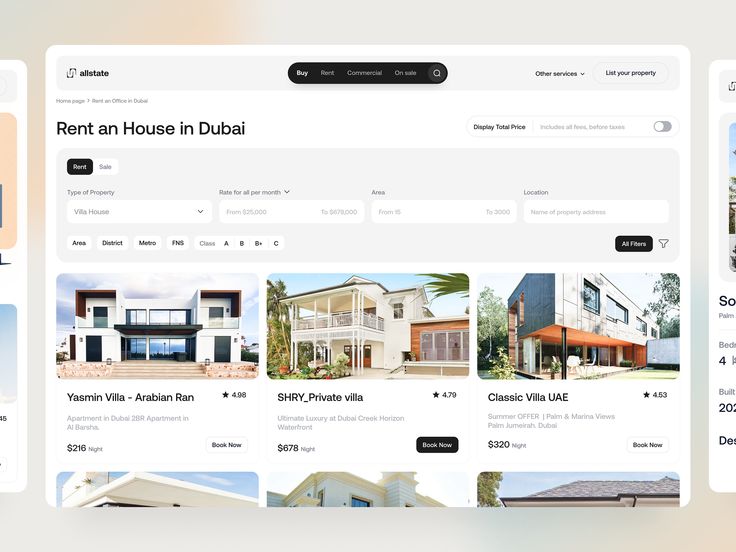 allstate
Buy Rent Commercial On sale
Other services
List your property
Home page > Rent an Office in Dubai
Rent an House in Dubai
Display Total Price Includes all fees, before taxes
Rent Sale
Type of Property Rate for all per month Area Location
Villa House From $25,000 To $678,000 From 15 To 3000 Name of property address
Area District Metro FNS Class A B B+ C
All Filters
Yasmin Villa - Arabian Ran ★ 4.98
Apartment in Dubai 2BR Apartment in
Al Barsha.
$216 Night Book Now
SHRY_Private villa ★ 4.79
Ultimate Luxury at Dubai Creek Horizon
Waterfront
$678 Night Book Now
Classic Villa UAE ★ 4.53
Summer OFFER | Palm & Marina Views
Palm Jumeirah. Dubai
$320 Night Book Now
45
So
Palm
Bedr
4
Built
202
Des